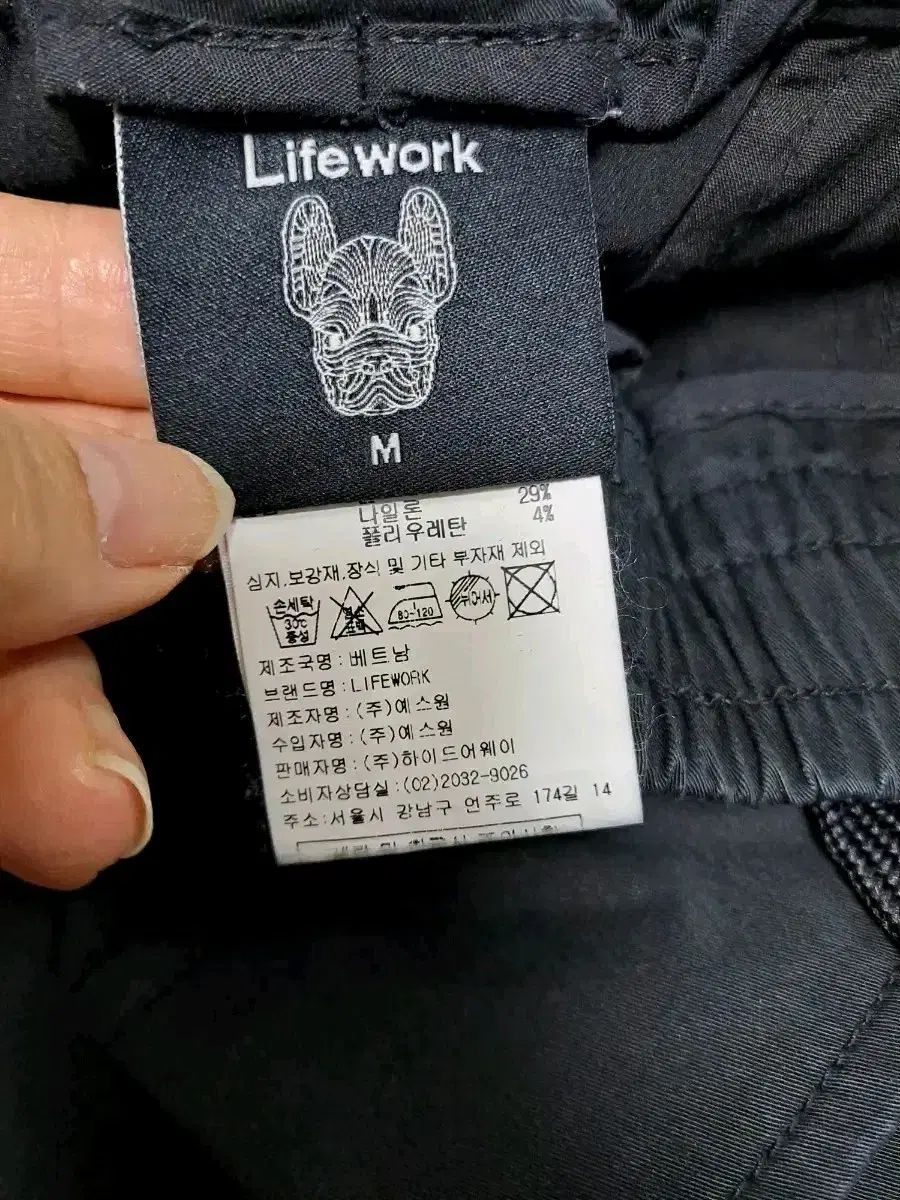 Lifework
M
29%
나일론
4%
폴리우레탄
심지,보강재,장식 및 기타 부자재 제외
손세탁
30℃
중성
80~120
뉘어서
제조국명:베트남
브랜드명:LIFEWORK
제조자명:(주)예스원
수입자명:(주)예스원
판매자명:(주)하이드어웨이
소비자상담실:(02)2032-9026
주소:서울시 강남구 언주로 174길 14